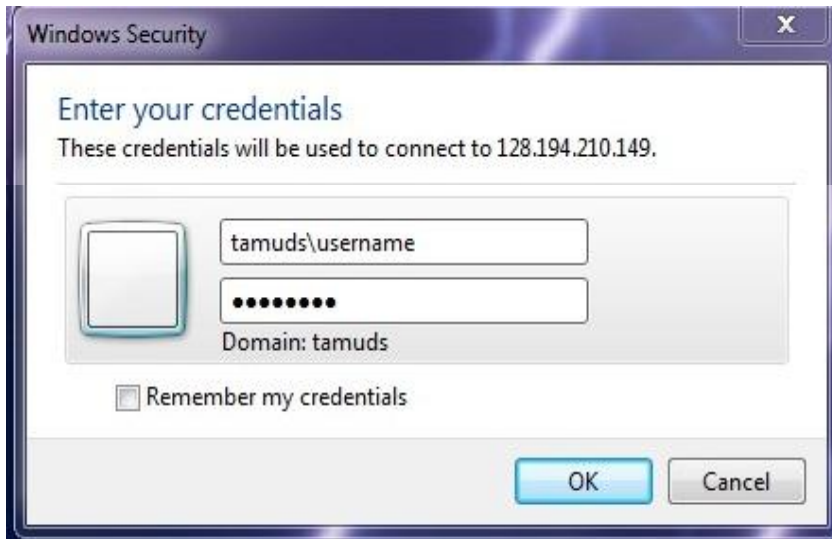 Windows Security
X
Enter your credentials
These credentials will be used to connect to 128.194.210.149.
tamuds\username
●●●●●●●●
Domain: tamuds
Remember my credentials
OK Cancel